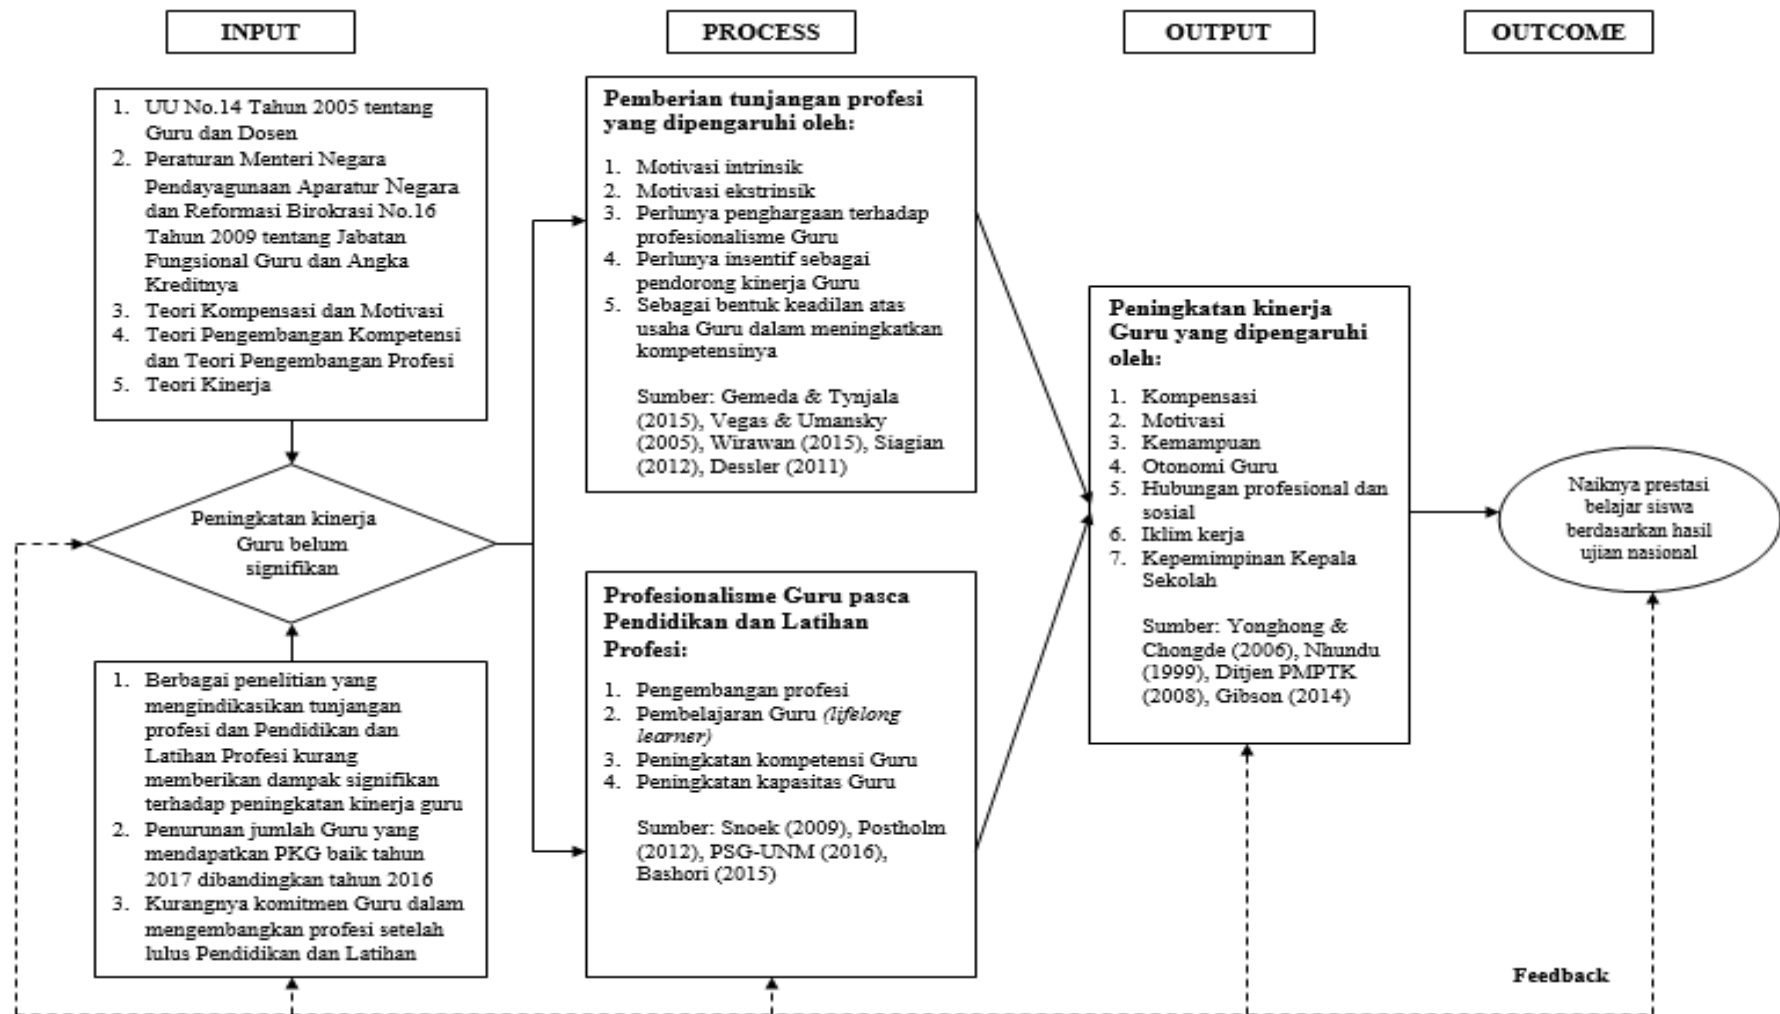 INPUT
PROCESS
OUTPUT
OUTCOME
1. UU No.14 Tahun 2005 tentang
Guru dan Dosen
2. Peraturan Menteri Negara
Pendayagunaan Aparatur Negara
dan Reformasi Birokrasi No.16
Tahun 2009 tentang Jabatan
Fungsional Guru dan Angka
Kreditnya
3. Teori Kompensasi dan Motivasi
4. Teori Pengembangan Kompetensi
dan Teori Pengembangan Profesi
5. Teori Kinerja
Peningkatan kinerja
Guru belum
signifikan
1. Berbagai penelitian yang
mengindikasikan tunjangan
profesi dan Pendidikan dan
Latihan Profesi kurang
memberikan dampak signifikan
terhadap peningkatan kinerja guru
2. Penurunan jumlah Guru yang
mendapatkan PKG baik tahun
2017 dibandingkan tahun 2016
3. Kurangnya komitmen Guru dalam
mengembangkan profesi setelah
lulus Pendidikan dan Latihan
Pemberian tunjangan profesi
yang dipengaruhi oleh:
1. Motivasi intrinsik
2. Motivasi ekstrinsik
3. Perlunya penghargaan terhadap
profesionalisme Guru
4. Perlunya insentif sebagai
pendorong kinerja Guru
5. Sebagai bentuk keadilan atas
usaha Guru dalam meningkatkan
kompetensinya
Sumber: Gemeda & Tynjala
(2015), Vegas & Umansky
(2005), Wirawan (2015), Siagian
(2012), Dessler (2011)
Profesionalisme Guru pasca
Pendidikan dan Latihan
Profesi:
1. Pengembangan profesi
2. Pembelajaran Guru (lifelong
learner)
3. Peningkatan kompetensi Guru
4. Peningkatan kapasitas Guru
Sumber: Snoek (2009), Postholm
(2012), PSG-UNM (2016),
Bashori (2015)
Peningkatan kinerja
Guru yang dipengaruhi
oleh:
1. Kompensasi
2. Motivasi
3. Kemampuan
4. Otonomi Guru
5. Hubungan profesional dan
sosial
6. Iklim kerja
7. Kepemimpinan Kepala
Sekolah
Sumber: Yonghong &
Chongde (2006), Nhundu
(1999), Ditjen PMPTK
(2008), Gibson (2014)
Naiknya prestasi
belajar siswa
berdasarkan hasil
ujian nasional
Feedback